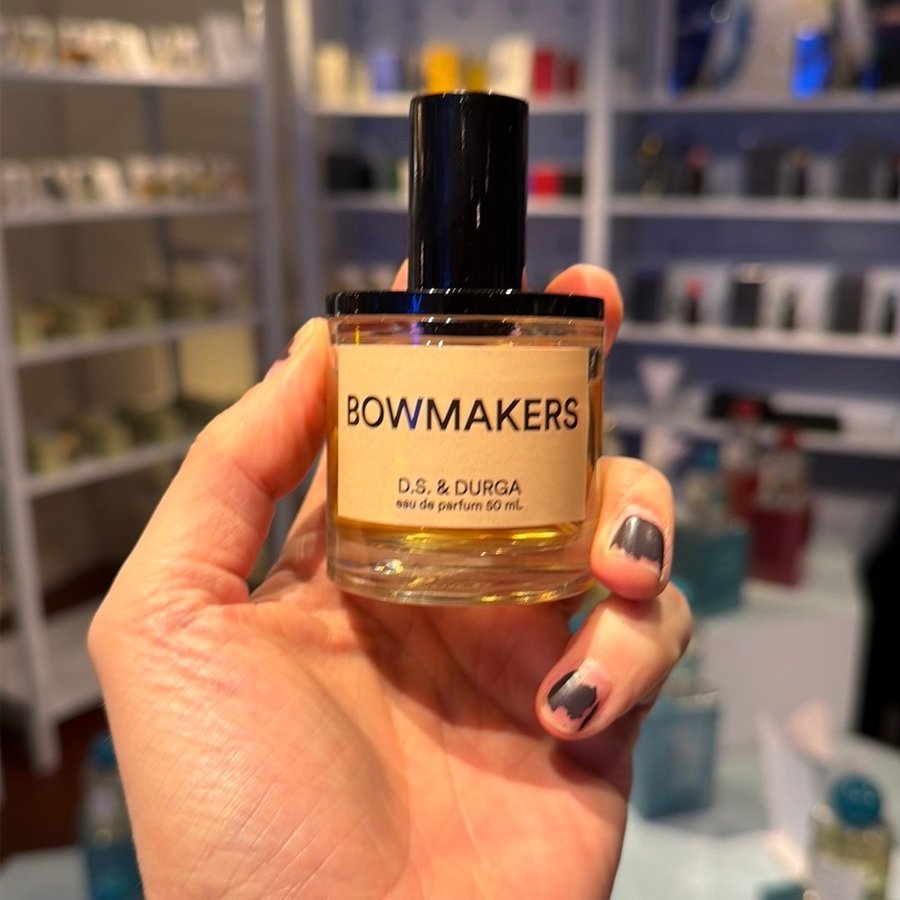 BOWMAKERS
D.S. & DURGA
eau de parfum 50 mL